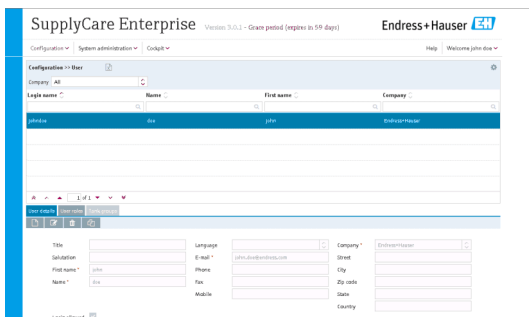 SupplyCare Enterprise Version 3.0.1 - Grace period (expires in 59 days) Endress+Hauser EH
Configuration System administration Cockpit Help Welcome john doe
Configuration >> User
Company All
Login name Name First name Company
johndoe doe john Endress+Hauser
1 of 1
User details User roles
Title Language Company * Endress+Hauser
Salutation E-mail * john.doe@endress.com Street
First name * john Phone City
Name * doe Fax Zip code
Mobile State
Country